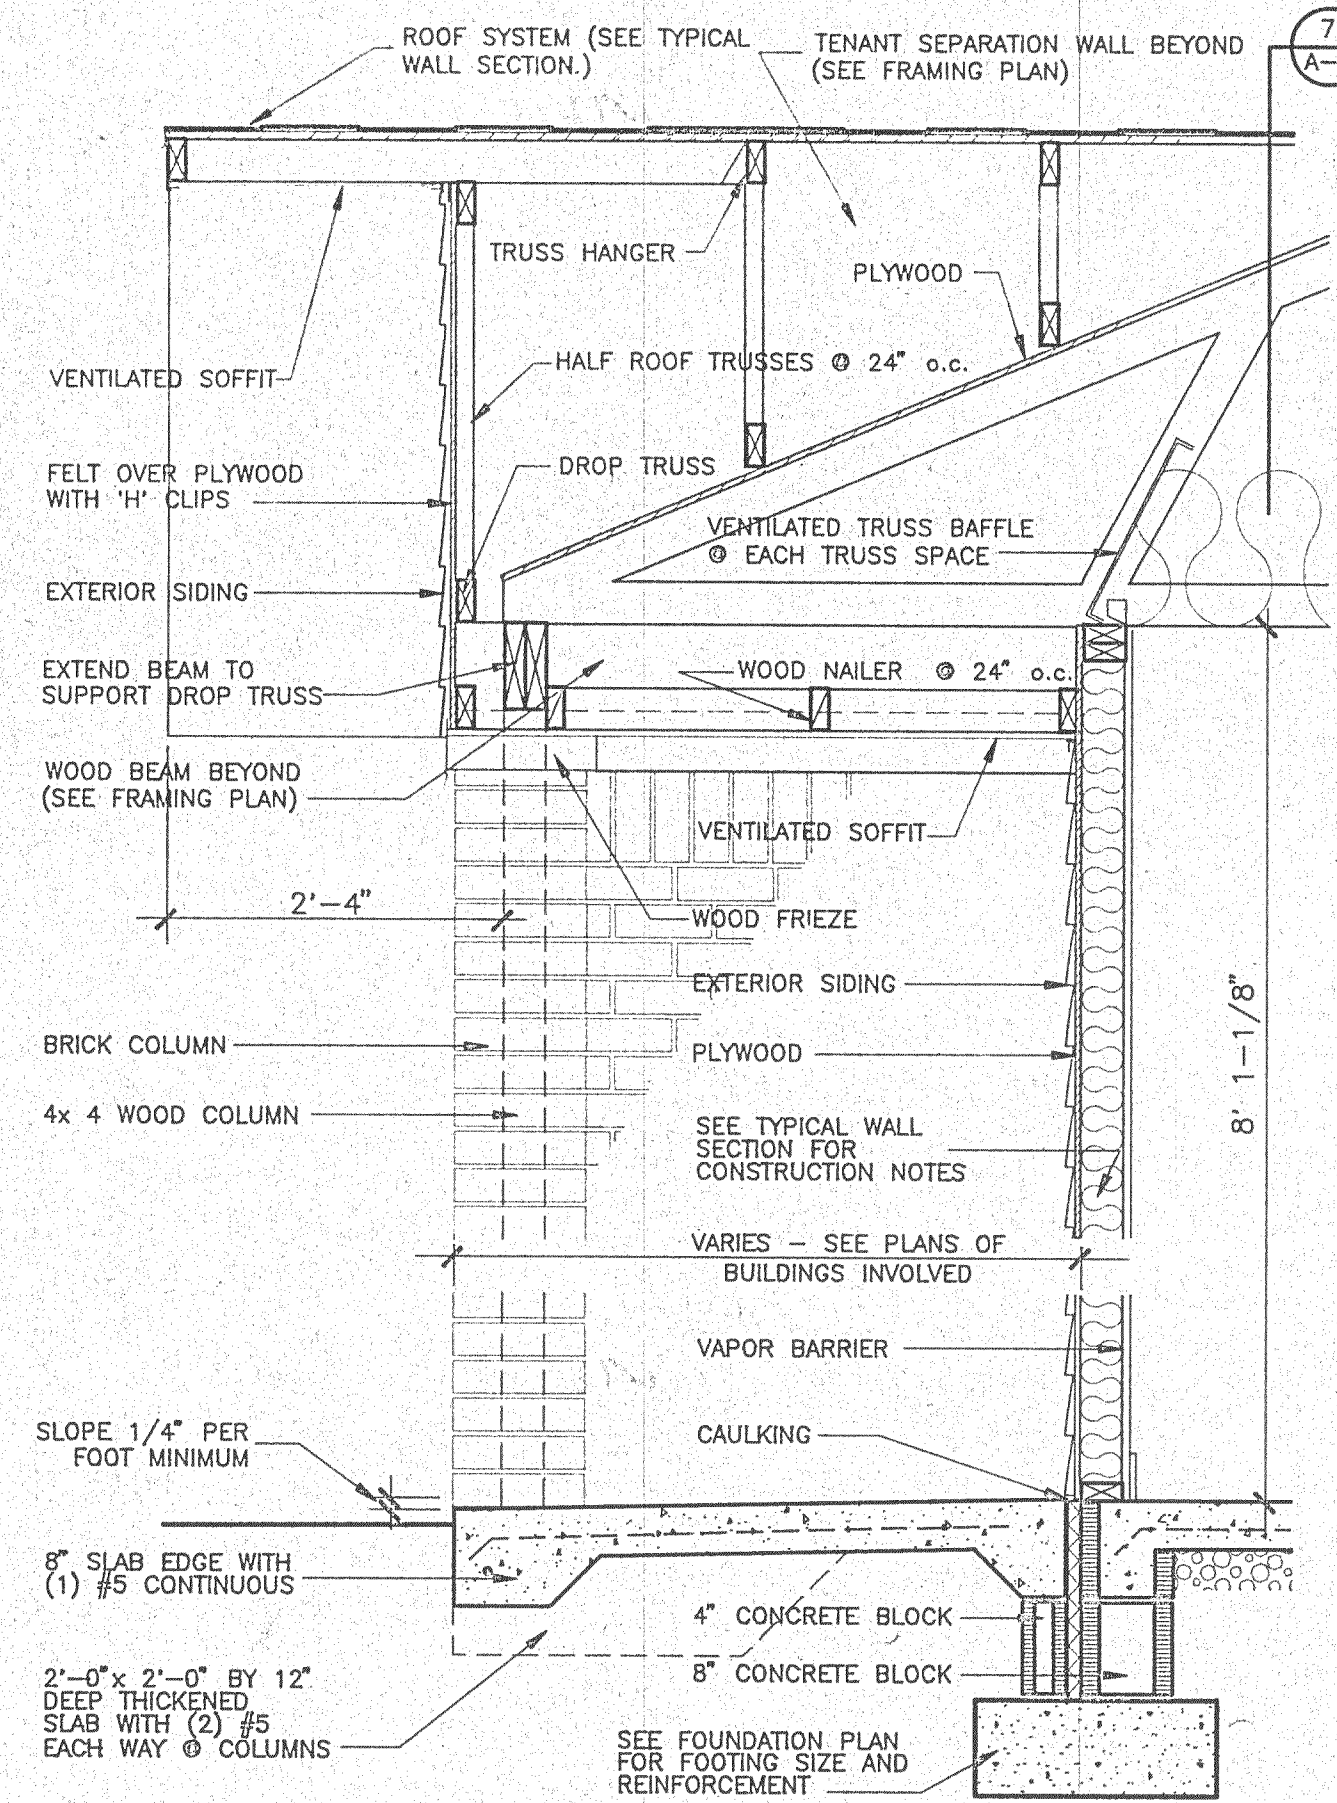 ROOF SYSTEM (SEE TYPICAL
WALL SECTION.)
TENANT SEPARATION WALL BEYOND
(SEE FRAMING PLAN)
7
A-
TRUSS HANGER
PLYWOOD
VENTILATED SOFFIT
HALF ROOF TRUSSES @ 24" o.c.
FELT OVER PLYWOOD
WITH 'H' CLIPS
DROP TRUSS
VENTILATED TRUSS BAFFLE
@ EACH TRUSS SPACE
EXTERIOR SIDING
EXTEND BEAM TO
SUPPORT DROP TRUSS
WOOD NAILER @ 24" o.c.
WOOD BEAM BEYOND
(SEE FRAMING PLAN)
VENTILATED SOFFIT
2'-4"
WOOD FRIEZE
EXTERIOR SIDING
8' 1-1/8"
BRICK COLUMN
PLYWOOD
4x 4 WOOD COLUMN
SEE TYPICAL WALL
SECTION FOR
CONSTRUCTION NOTES
VARIES - SEE PLANS OF
BUILDINGS INVOLVED
VAPOR BARRIER
SLOPE 1/4" PER
FOOT MINIMUM
CAULKING
8" SLAB EDGE WITH
(1) #5 CONTINUOUS
4" CONCRETE BLOCK
8" CONCRETE BLOCK
2'-0"x 2'-0" BY 12"
DEEP THICKENED
SLAB WITH (2) #5
EACH WAY @ COLUMNS
SEE FOUNDATION PLAN
FOR FOOTING SIZE AND
REINFORCEMENT